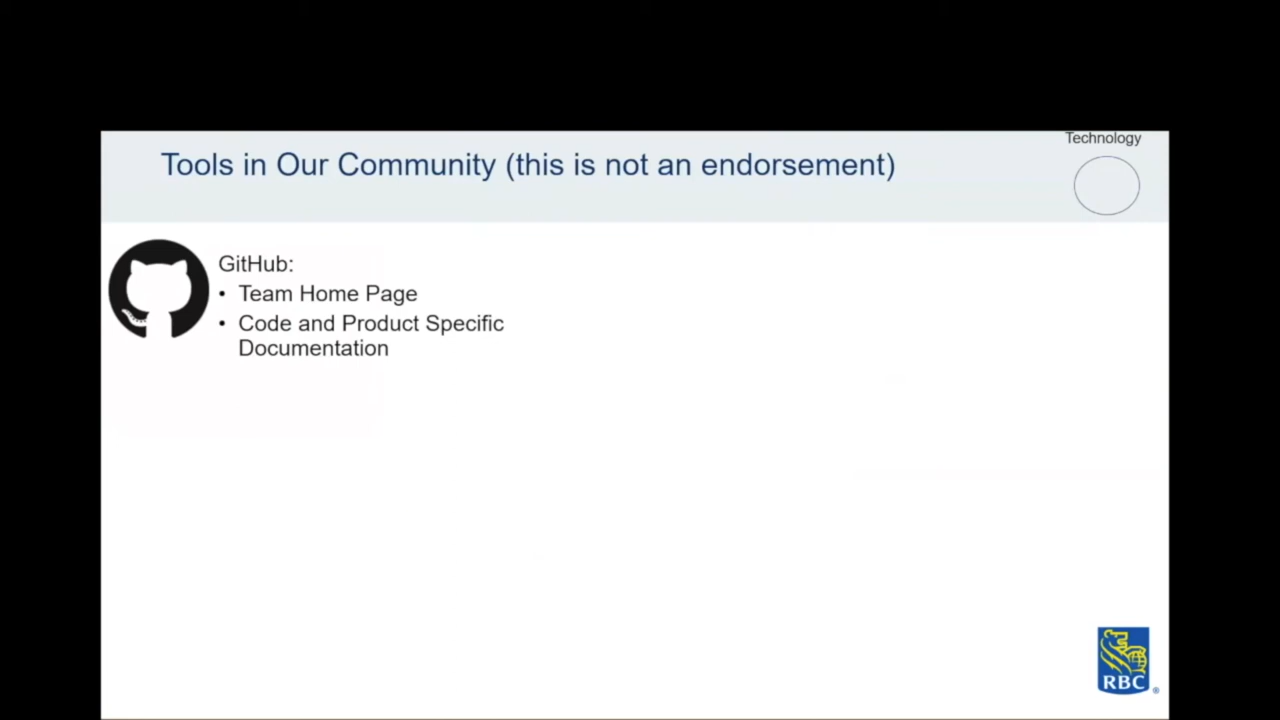 Technology
Tools in Our Community (this is not an endorsement)
GitHub:
• Team Home Page
• Code and Product Specific
Documentation
RBC®